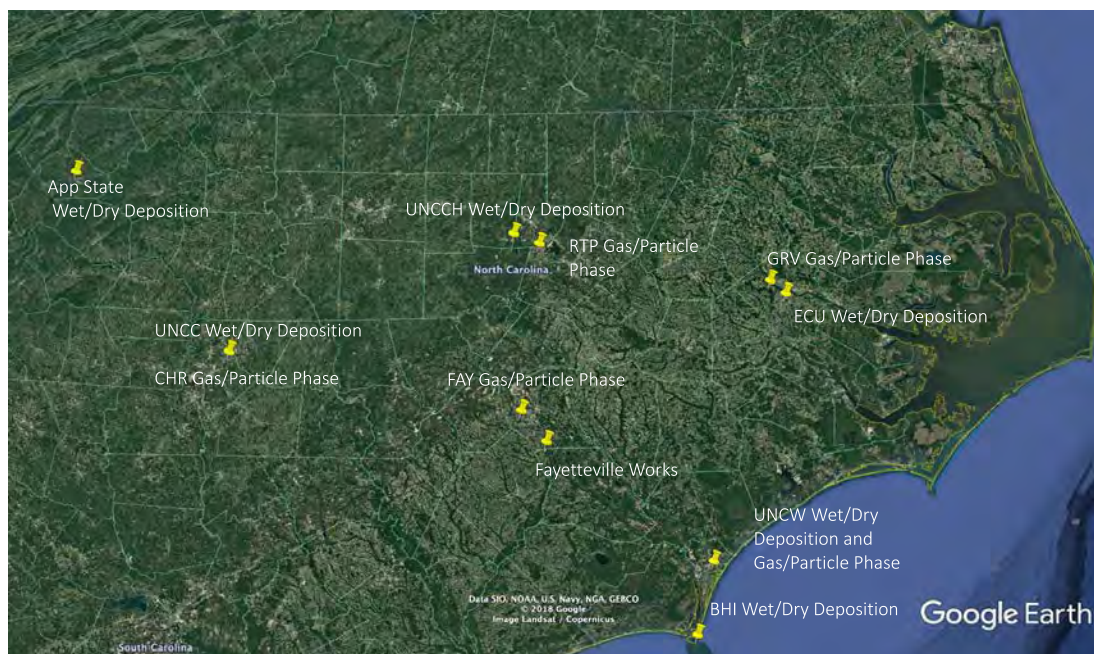 App State
Wet/Dry Deposition
UNCCH Wet/Dry Deposition
RTP Gas/Particle
Phase
North Carolina
GRV Gas/Particle Phase
ECU Wet/Dry Deposition
UNCC Wet/Dry Deposition
CHR Gas/Particle Phase
FAY Gas/Particle Phase
Fayetteville Works
UNCW Wet/Dry
Deposition and
Gas/Particle Phase
BHI Wet/Dry Deposition
Data SIO, NOAA, U.S. Navy, NGA, GEBCO
© 2018 Google
Image Landsat / Copernicus
Google Earth
South Carolina